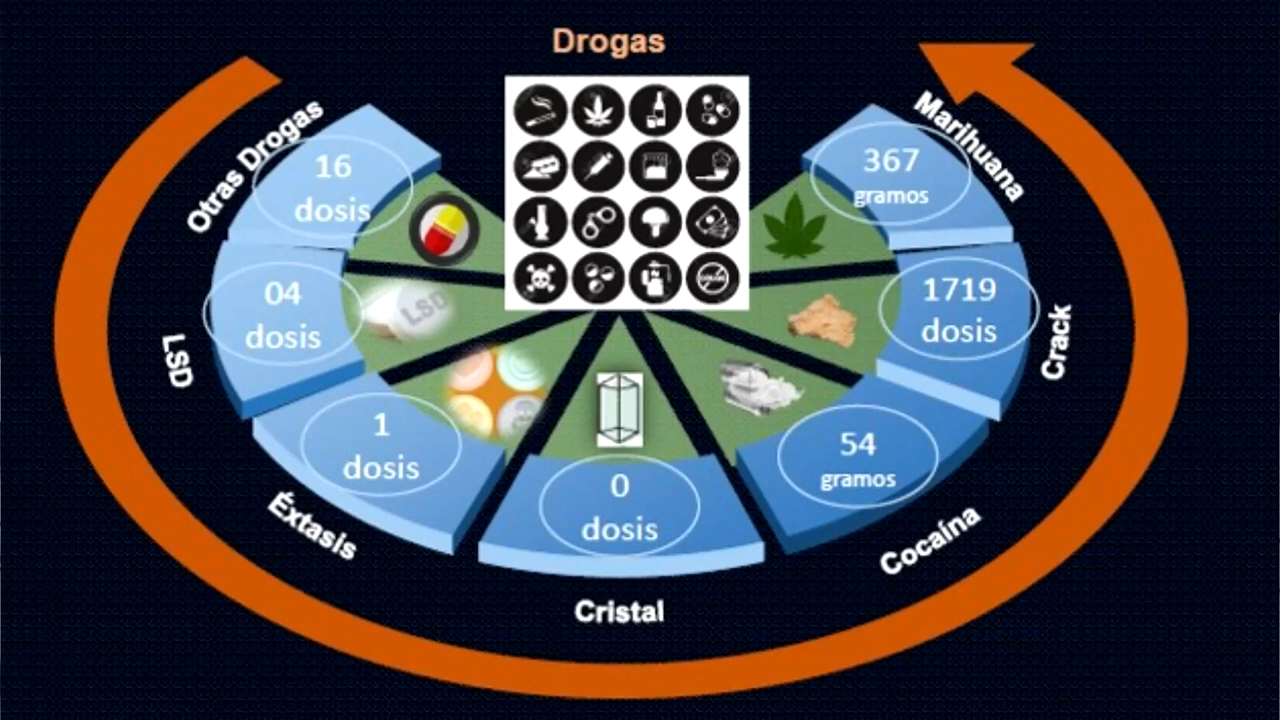 Drogas
Otras Drogas
16
dosis
LSD
04
dosis
LSD
Éxtasis
1
dosis
Cristal
0
dosis
Cocaína
54
gramos
Crack
1719
dosis
Marihuana
367
gramos